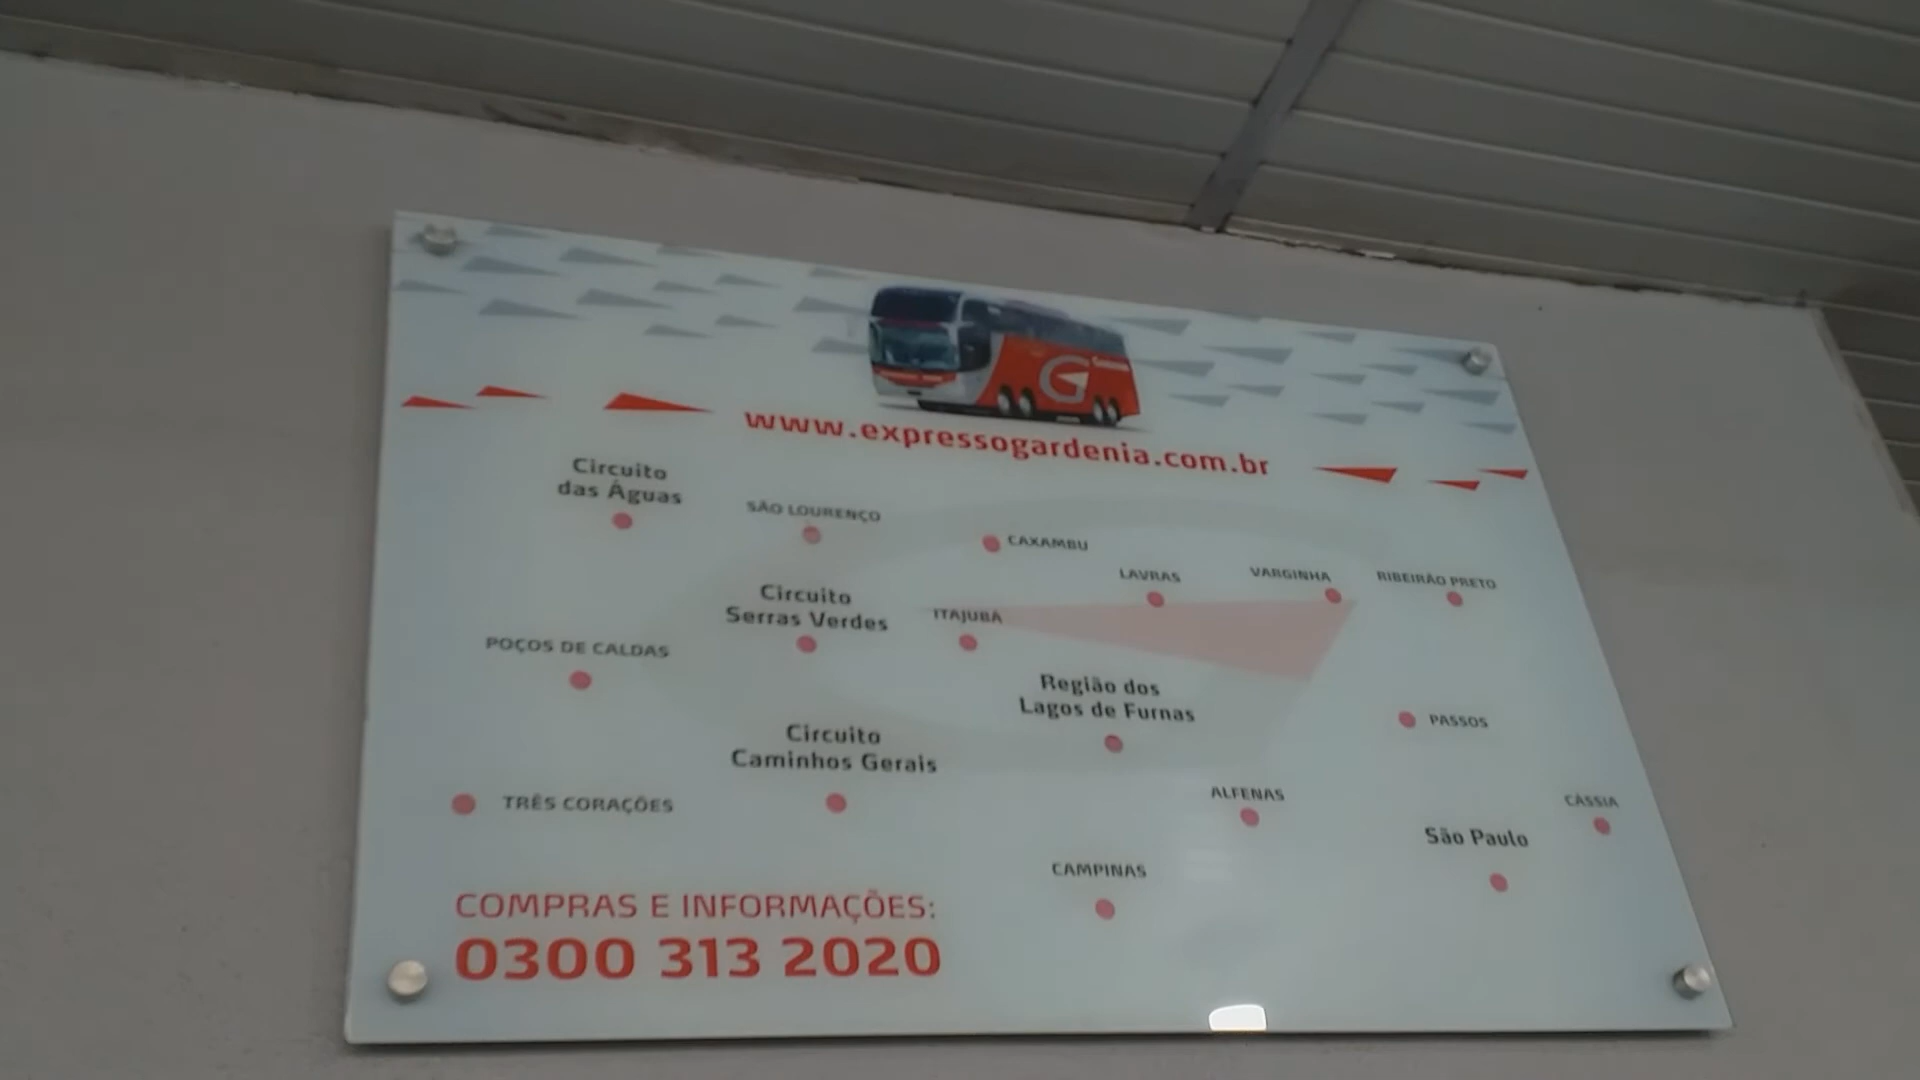 G
www.expressogardenia.com.br
Circuito
das Águas
SÃO LOURENÇO
CAXAMBU
LAVRAS
VARGINHA
RIBEIRÃO PRETO
Circuito
Serras Verdes
ITAJUBÁ
POÇOS DE CALDAS
Região dos
Lagos de Furnas
PASSOS
Circuito
Caminhos Gerais
TRÊS CORAÇÕES
ALFENAS
CÁSSIA
São Paulo
CAMPINAS
COMPRAS E INFORMAÇÕES:
0300 313 2020